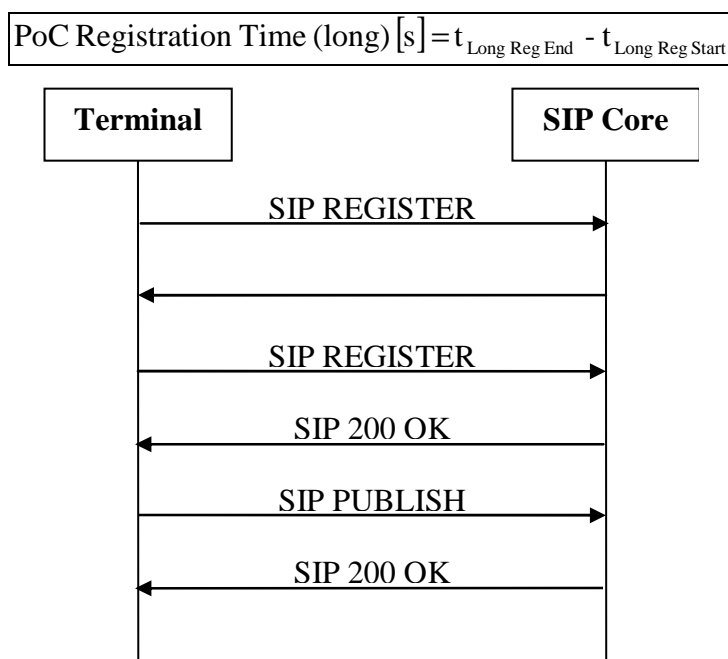 PoC Registration Time (long) [s] = t Long Reg End - t Long Reg Start
Terminal
SIP Core
SIP REGISTER
SIP REGISTER
SIP 200 OK
SIP PUBLISH
SIP 200 OK